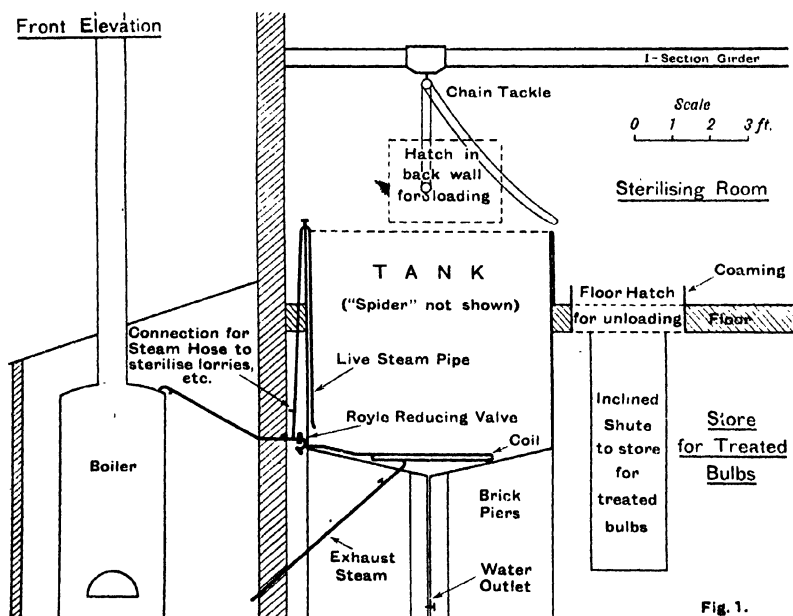 Front Elevation
I-Section Girder
Chain Tackle
Scale
0 1 2 3 ft.
Hatch in
back wall
for loading
Sterilising Room
TANK
("Spider" not shown)
Coaming
Floor Hatch
for unloading
Floor
Connection for
Steam Hose to
sterilise lorries,
etc.
Live Steam Pipe
Royle Reducing Valve
Coil
Inclined
Shute
to store
for
treated
bulbs
Store
for Treated
Bulbs
Boiler
Brick
Piers
Exhaust
Steam
Water
Outlet
Fig. 1.